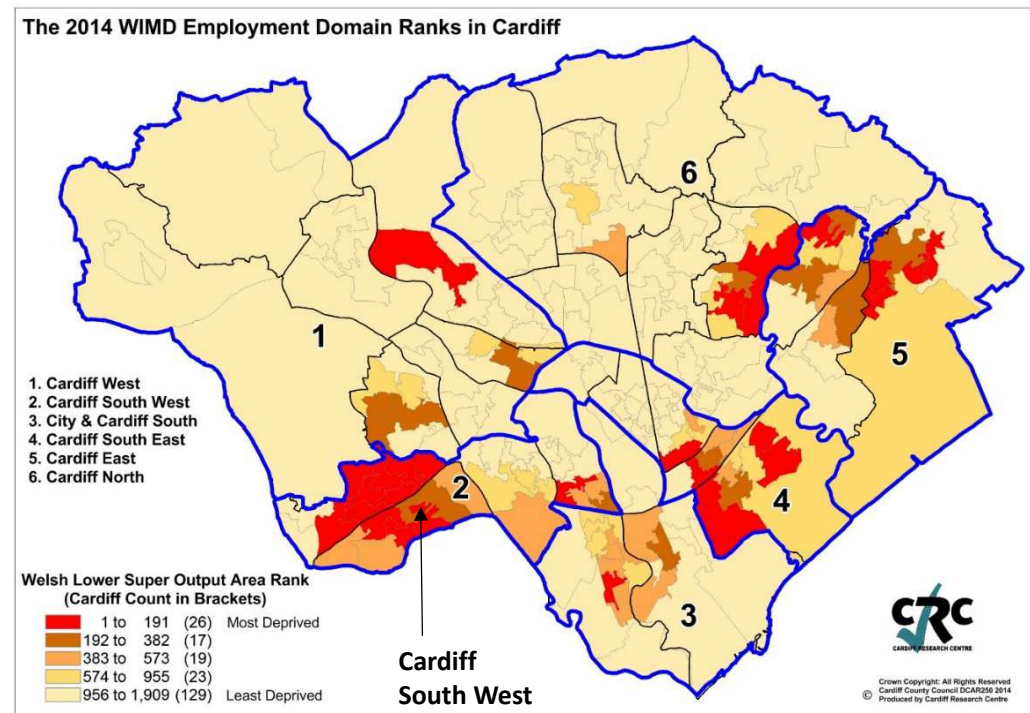 The 2014 WIMD Employment Domain Ranks in Cardiff
6
1
5
1. Cardiff West
2. Cardiff South West
3. City & Cardiff South
4. Cardiff South East
5. Cardiff East
6. Cardiff North
2
4
3
Welsh Lower Super Output Area Rank
(Cardiff Count in Brackets)
1 to 191 (26) Most Deprived
192 to 382 (17)
383 to 573 (19)
574 to 955 (23)
956 to 1,909 (129) Least Deprived
Cardiff
South West
CRC
CARDIFF RESEARCH CENTRE
Crown Copyright: All Rights Reserved
© Cardiff County Council DCAR250 2014
Produced by Cardiff Research Centre